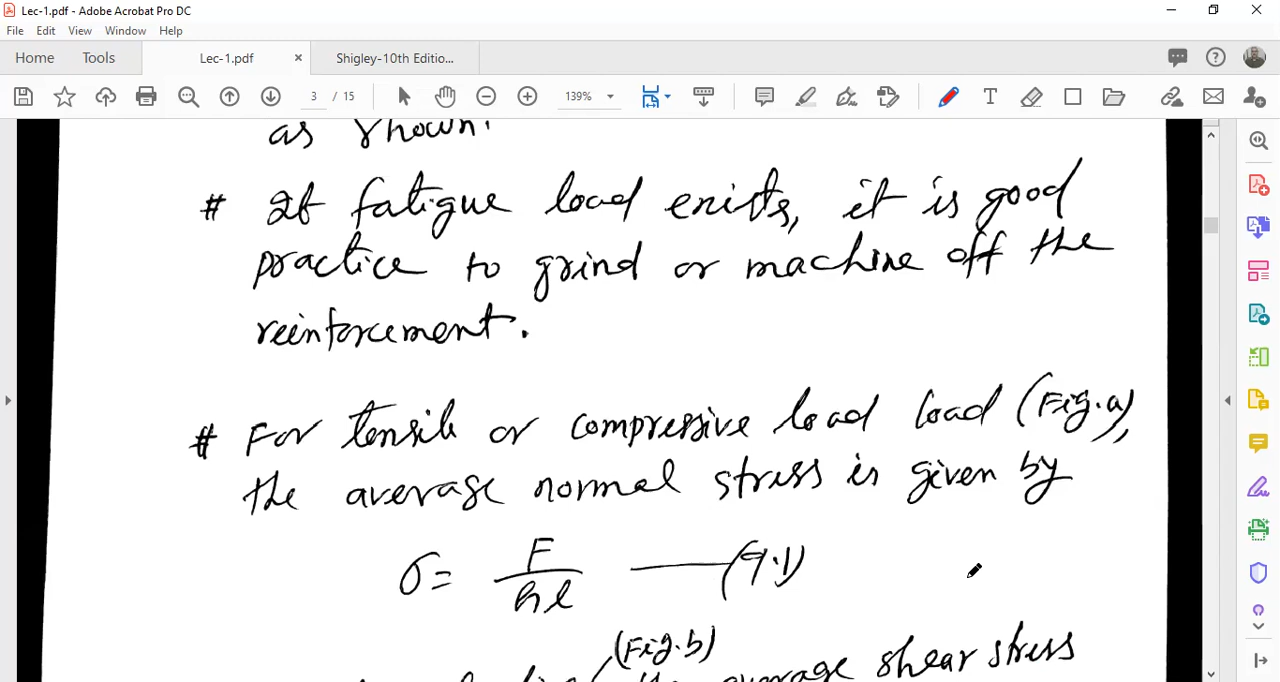 Lec-1.pdf - Adobe Acrobat Pro DC
File Edit View Window Help
Home Tools Lec-1.pdf × Shigley-10th Editio...
3 / 15 139%
as shown.
# If fatigue load exists, it is good
practice to grind or machine off the
reinforcement.
# For tensile or compressive load load (Fig.a),
the average normal stress is given by
σ = F/hl —— (9.1)
(Fig.b)
the average shear stress